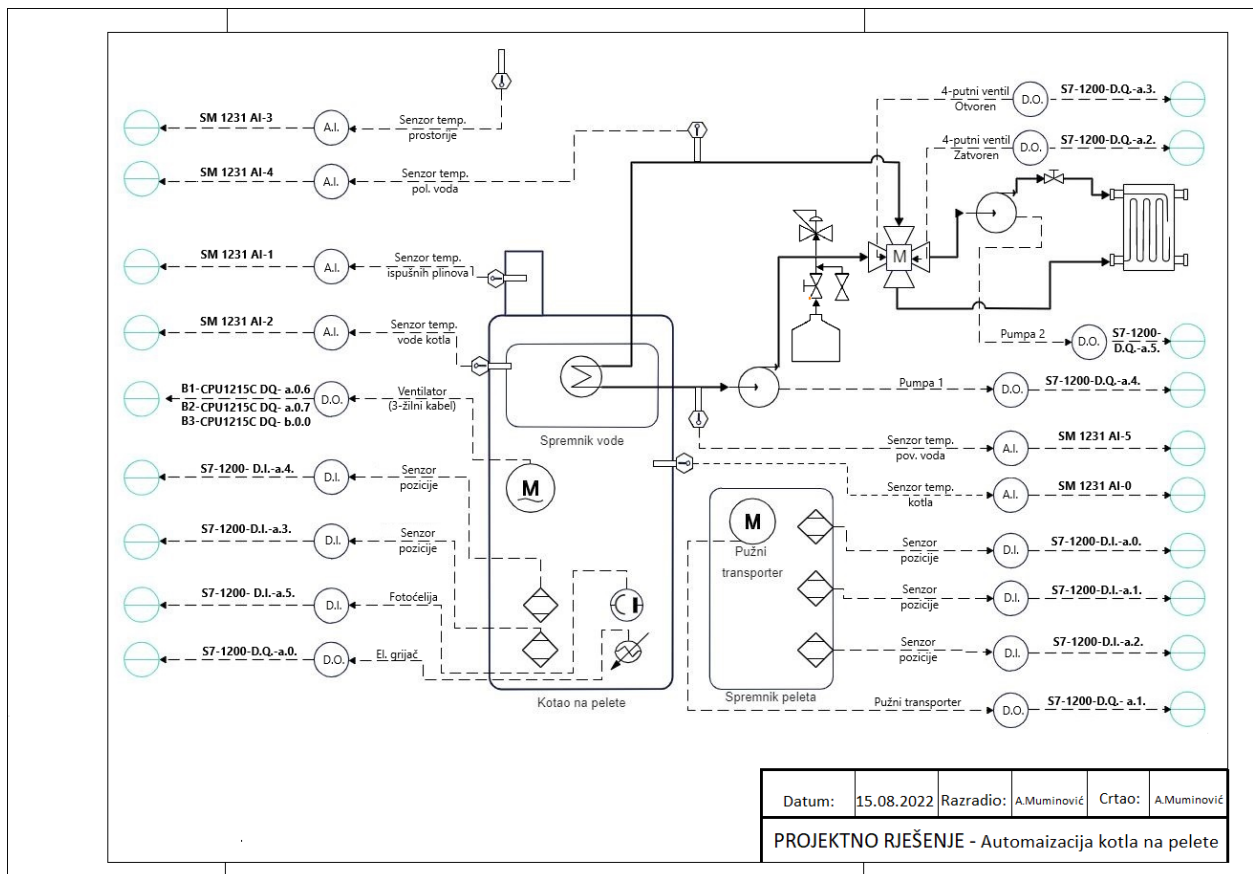 SM 1231 AI-3
A.I.
Senzor temp.
prostorije
SM 1231 AI-4
A.I.
Senzor temp.
pol. voda
SM 1231 AI-1
A.I.
Senzor temp.
ispušnih plinova
SM 1231 AI-2
A.I.
Senzor temp.
vode kotla
B1-CPU1215C DQ- a.0.6
B2-CPU1215C DQ- a.0.7
B3-CPU1215C DQ- b.0.0
D.O.
Ventilator
(3-žilni kabel)
S7-1200- D.I.-a.4.
D.I.
Senzor
pozicije
S7-1200-D.I.-a.3.
D.I.
Senzor
pozicije
S7-1200- D.I.-a.5.
D.I.
Fotoćelija
S7-1200-D.Q.-a.0.
D.O.
El. grijač
Spremnik vode
M
Kotao na pelete
M
Pužni
transporter
Spremnik peleta
M
4-putni ventil
Otvoren
D.O.
S7-1200-D.Q.-a.3.
4-putni ventil
Zatvoren
D.O.
S7-1200-D.Q.-a.2.
Pumpa 2
D.O.
S7-1200-
D.Q.-a.5.
Pumpa 1
D.O.
S7-1200-D.Q.-a.4.
Senzor temp.
pov. voda
A.I.
SM 1231 AI-5
Senzor temp.
kotla
A.I.
SM 1231 AI-0
Senzor
pozicije
D.I.
S7-1200-D.I.-a.0.
Senzor
pozicije
D.I.
S7-1200-D.I.-a.1.
Senzor
pozicije
D.I.
S7-1200-D.I.-a.2.
Pužni transporter
D.O.
S7-1200-D.Q.- a.1.
Datum: 15.08.2022 Razradio: A.Muminović Crtao: A.Muminović
PROJEKTNO RJEŠENJE - Automaizacija kotla na pelete